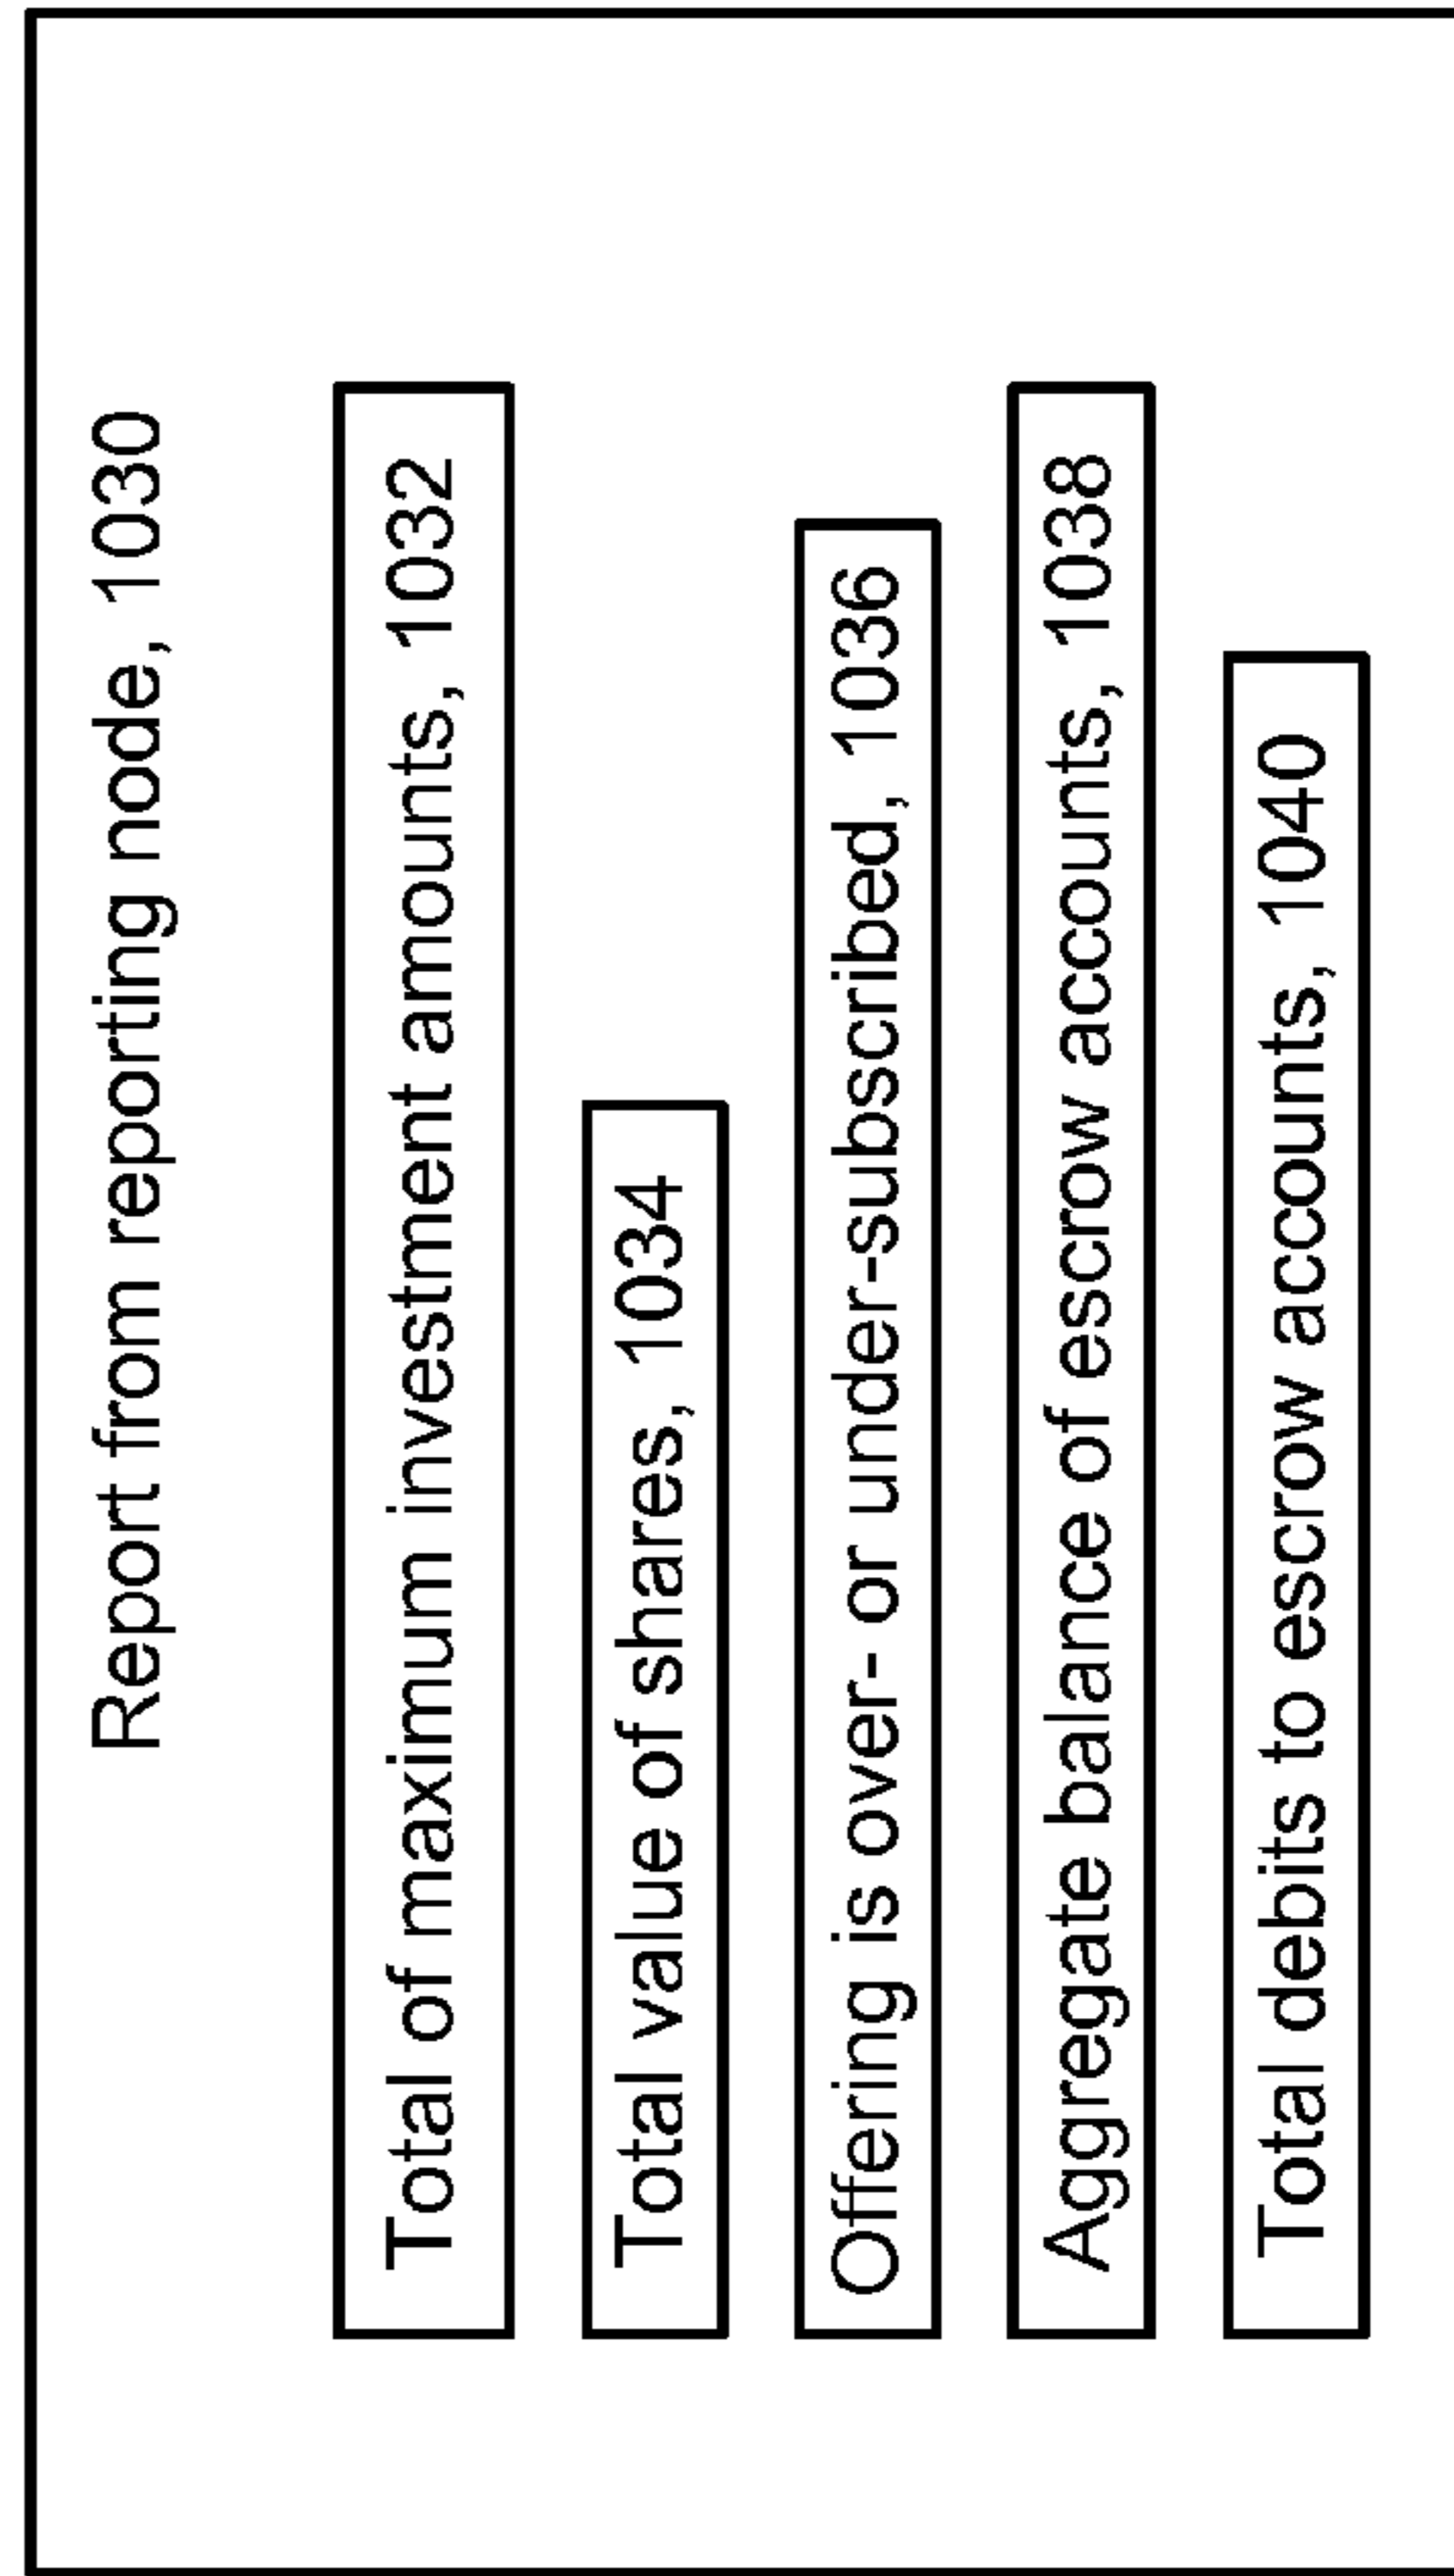 Report from reporting node, 1030
Total of maximum investment amounts, 1032
Total value of shares, 1034
Offering is over- or under-subscribed, 1036
Aggregate balance of escrow accounts, 1038
Total debits to escrow accounts, 1040